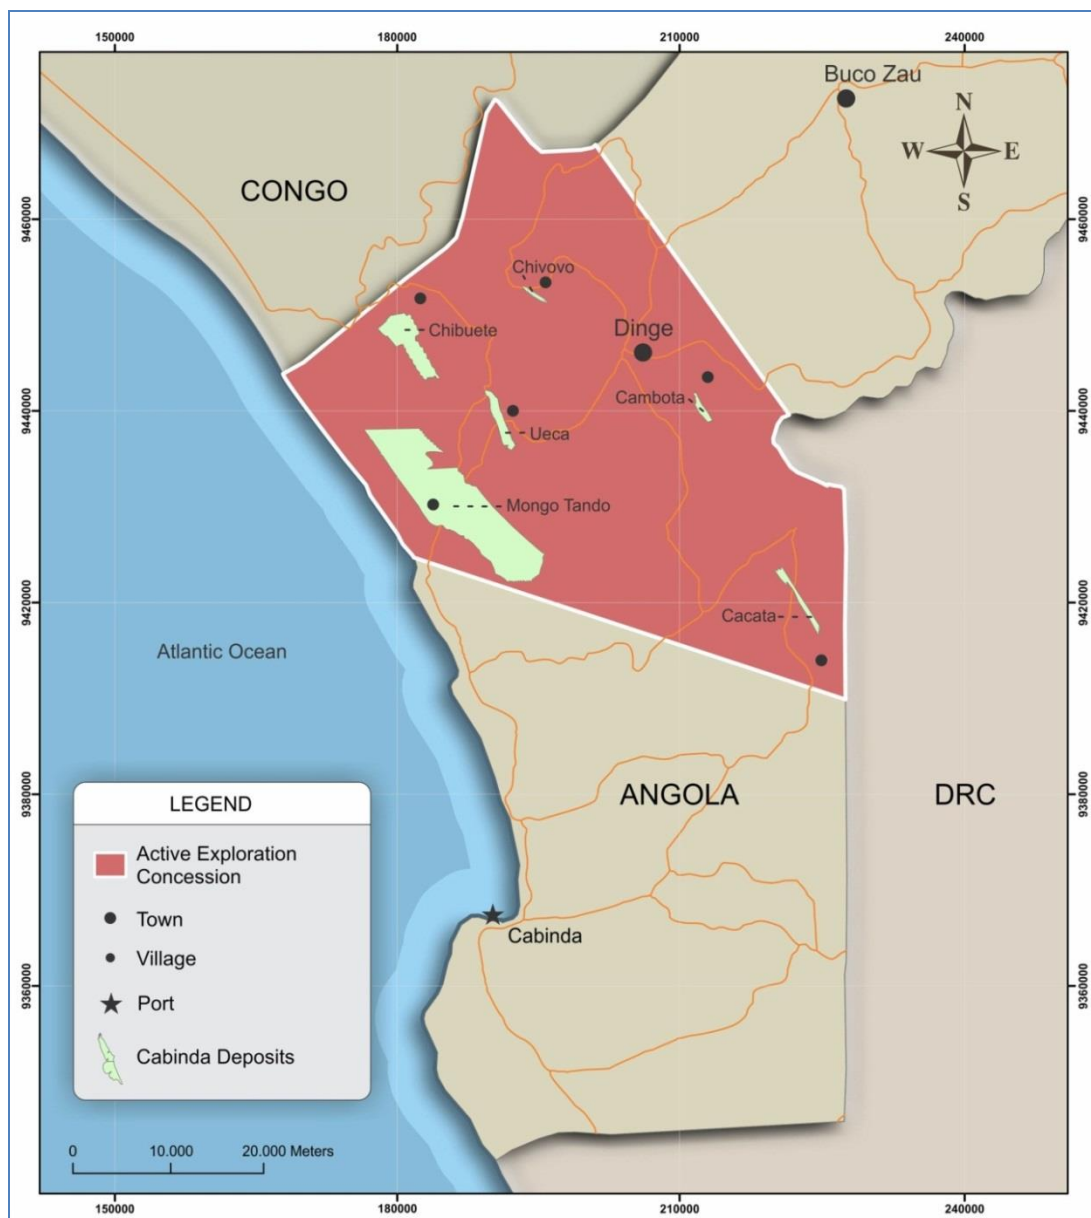 150000
180000
210000
240000
Buco Zau
N
W
E
S
CONGO
9460000
9460000
Chivovo
Chibuete
Dinge
Cambota
9440000
9440000
Ueca
Mongo Tando
9420000
9420000
Cacata
Atlantic Ocean
ANGOLA
DRC
9380000
9380000
LEGEND
Active Exploration
Concession
Town
Village
Port
Cabinda Deposits
Cabinda
9360000
9360000
0
10.000
20.000 Meters
150000
180000
210000
240000